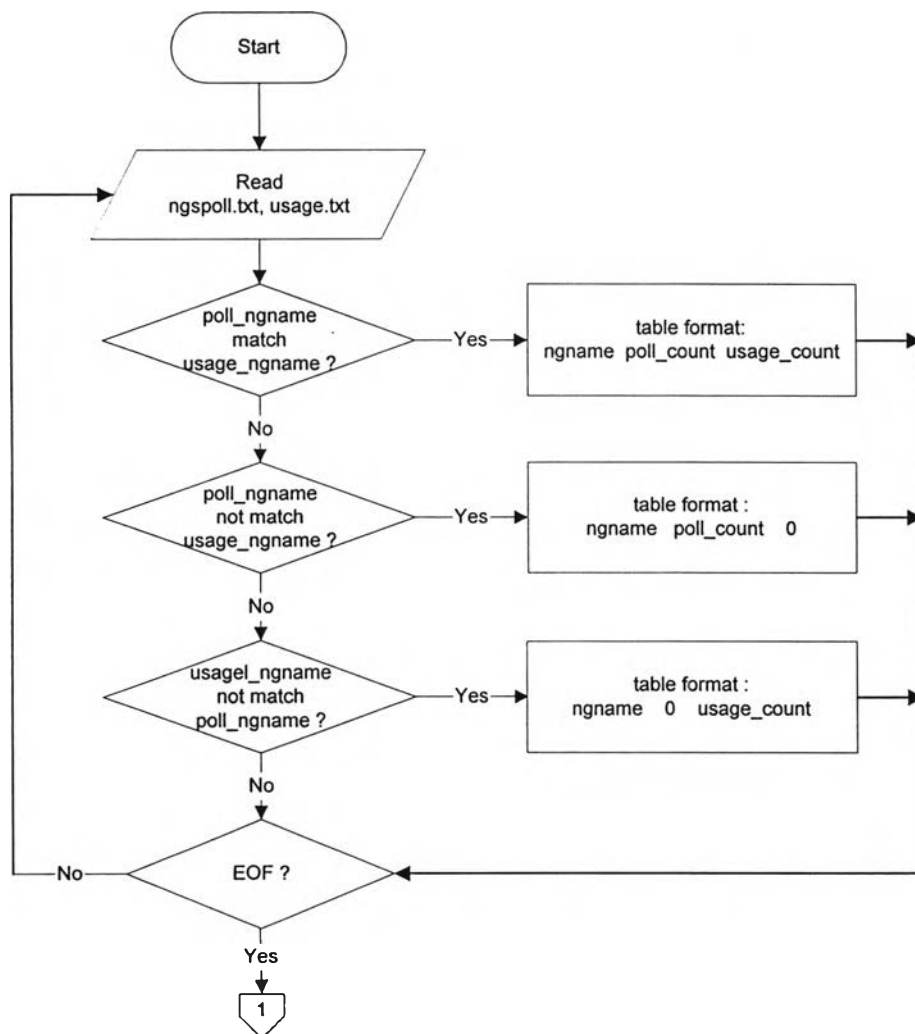 Start
Read
ngspoll.txt, usage.txt
poll_ngname
match
usage_ngname ?
Yes
table format:
ngname poll_count usage_count
No
poll_ngname
not match
usage_ngname ?
Yes
table format :
ngname poll_count 0
No
usagel_ngname
not match
poll_ngname ?
Yes
table format :
ngname 0 usage_count
No
EOF ?
No
Yes
1